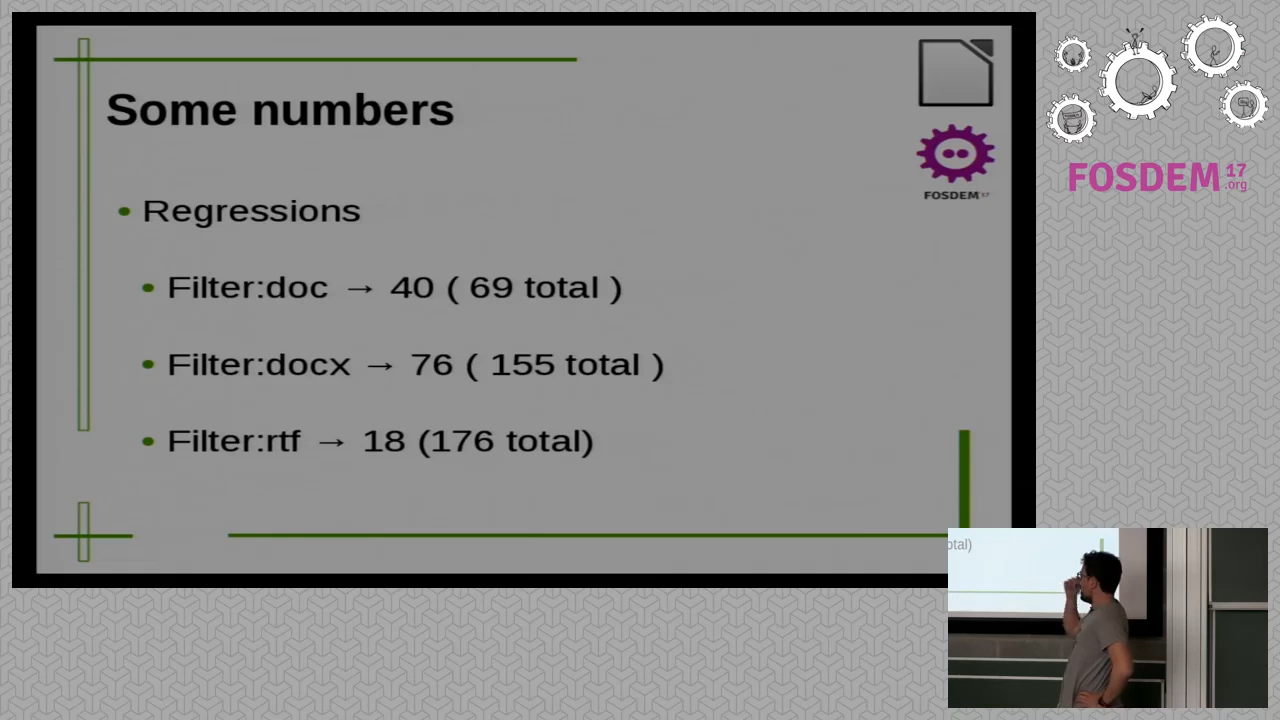 Some numbers
FOSDEM 17
• Regressions
• Filter:doc → 40 ( 69 total )
• Filter:docx → 76 ( 155 total )
• Filter:rtf → 18 (176 total)
FOSDEM 17
.org
otal)